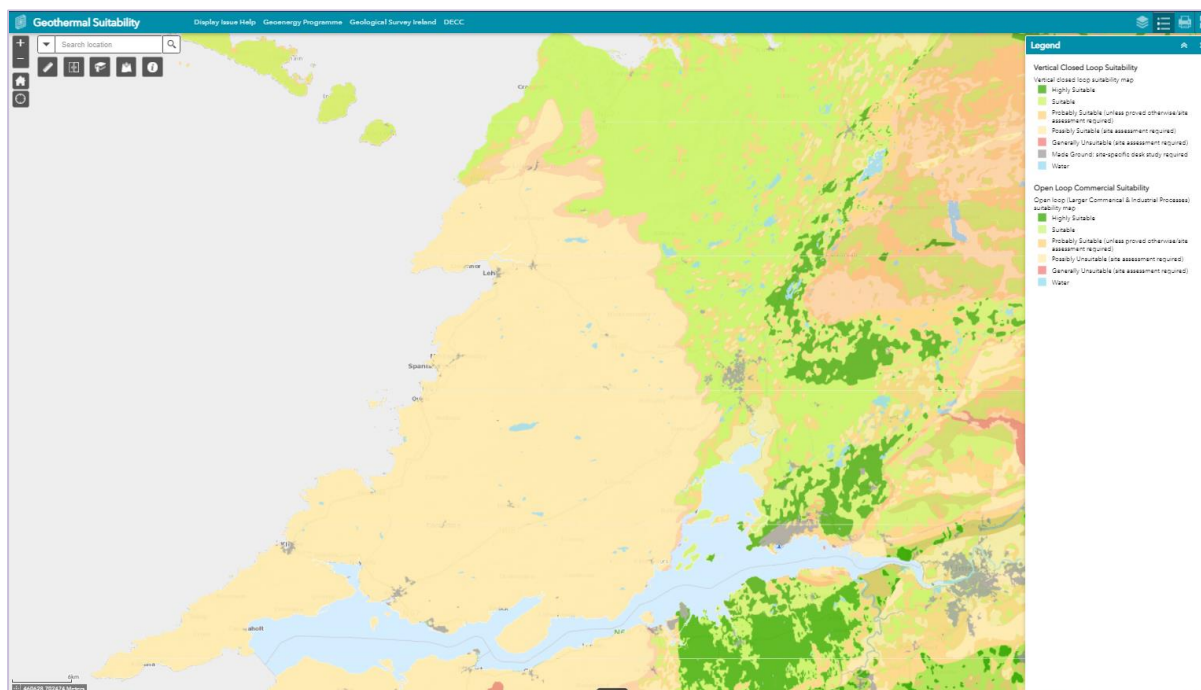 Geothermal Suitability
Display Issue Help Geoenergy Programme Geological Survey Ireland DECC
Search location
Legend
Vertical Closed Loop Suitability
Vertical closed loop suitability map
Highly Suitable
Suitable
Probably Suitable (unless proved otherwise/site
assessment required)
Possibly Suitable (site assessment required)
Generally Unsuitable (site assessment required)
Made Ground: site-specific desk study required
Water
Open Loop Commercial Suitability
Open loop (Larger Commerical & Industrial Processes)
suitability map
Highly Suitable
Suitable
Probably Suitable (unless proved otherwise/site
assessment required)
Possibly Unsuitable (site assessment required)
Generally Unsuitable (site assessment required)
Water
Leh
Spanis
6km